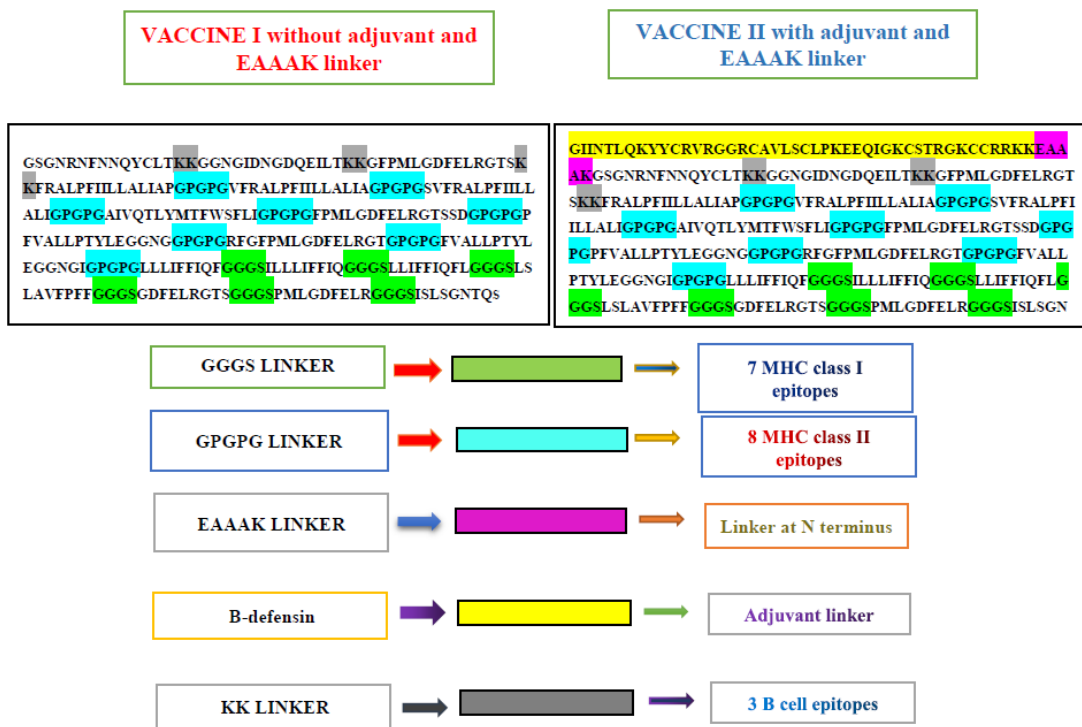 VACCINE I without adjuvant and
EAAAK linker
VACCINE II with adjuvant and
EAAAK linker
GSGNRNFNNQYCLTKKGGNGIDNGDQEILTKKGFPMLGDFELRGTSK
KFRALPFIILLALIAPGPGPGVFRALPFIILLALIAGPGPGSVFRALPFIILL
ALIGPGPGAIVQTLYMTFWSFLIGPGPGFPMLGDFELRGTSSDGPGPGP
FVALLPTYLEGGNGGPGPGRFGFPMLGDFELRGTGPGPGFVALLPTYL
EGGNGIGPGPGLLLIFFIQFGGGSILLLIFFIQGGGSLLIFFIQFLGGGSLS
LAVFPFFGGGSGDFELRGTSGGGSPMLGDFELRGGGSISLSGNTQS
GIINTLQKYYCRVRGGRCAVLSCLPKEEQIGKCSTRGKCCRRKKEAA
AKGSGNRNFNNQYCLTKKGGNGIDNGDQEILTKKGFPMLGDFELRGT
SKKFRALPFIILLALIAPGPGPGVFRALPFIILLALIAGPGPGSVFRALPFI
ILLALIGPGPGAIVQTLYMTFWSFLIGPGPGFPMLGDFELRGTSSDGPG
PGPFVALLPTYLEGGNGGPGPGRFGFPMLGDFELRGTGPGPGFVALL
PTYLEGGNGIGPGPGLLLIFFIQFGGGSILLLIFFIQGGGSLLIFFIQFLG
GGSLSLAVFPFFGGGSGDFELRGTSGGGSPMLGDFELRGGGSISLSGN
GGGS LINKER
7 MHC class I
epitopes
GPGPG LINKER
8 MHC class II
epitopes
EAAAK LINKER
Linker at N terminus
B-defensin
Adjuvant linker
KK LINKER
3 B cell epitopes